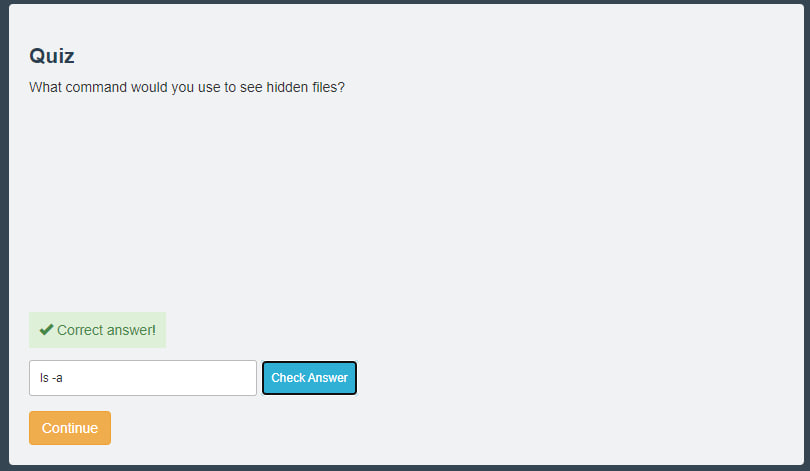 Quiz
What command would you use to see hidden files?
Correct answer!
ls -a
Check Answer
Continue